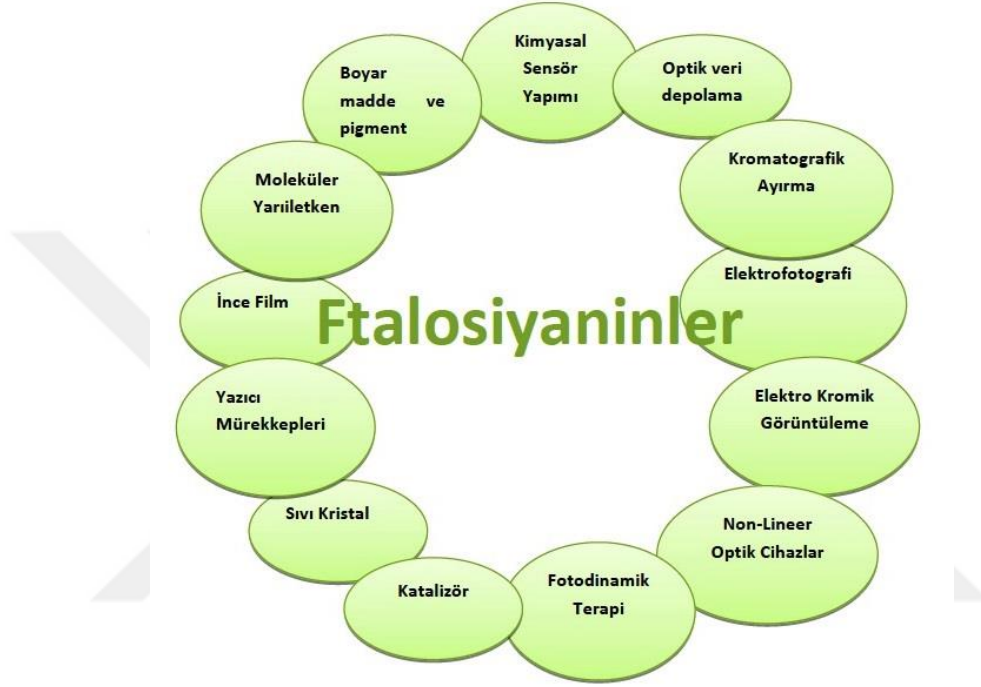 Kimyasal
Sensör
Yapımı
Optik veri
depolama
Kromatografik
Ayırma
Elektrofotografi
Elektro Kromik
Görüntüleme
Non-Lineer
Optik Cihazlar
Fotodinamik
Terapi
Katalizör
Sıvı Kristal
Yazıcı
Mürekkepleri
İnce Film
Moleküler
Yarıiletken
Boyar
madde ve
pigment
Ftalosiyaninler